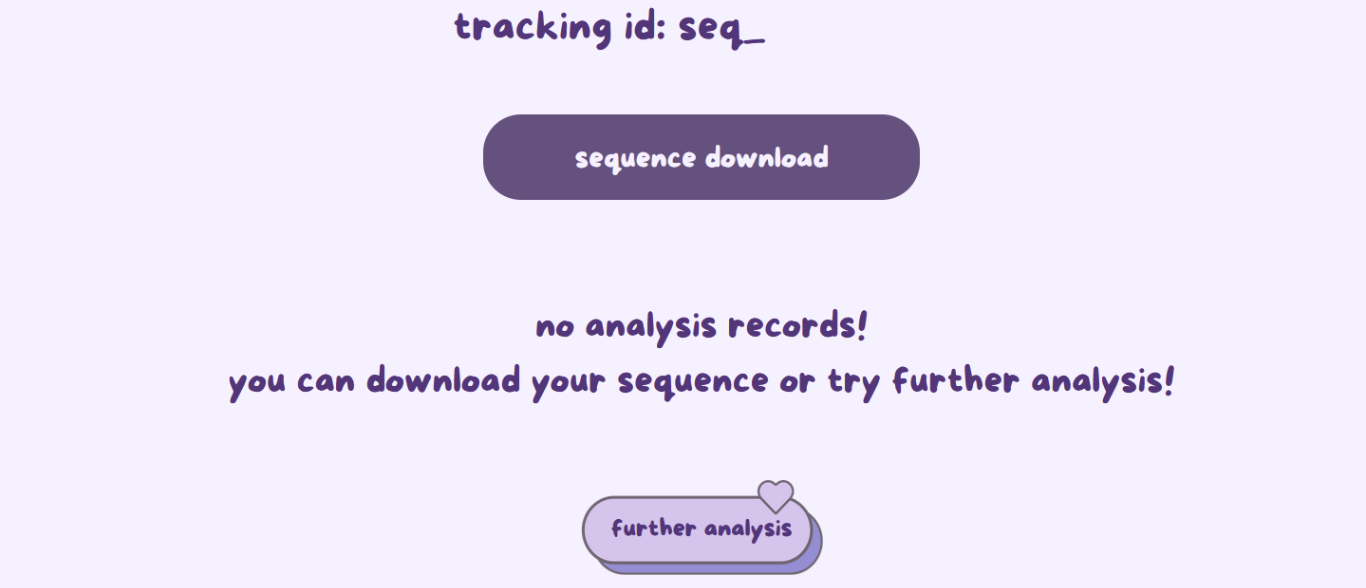 tracking id: seq_
sequence download
no analysis records!
you can download your sequence or try further analysis!
further analysis